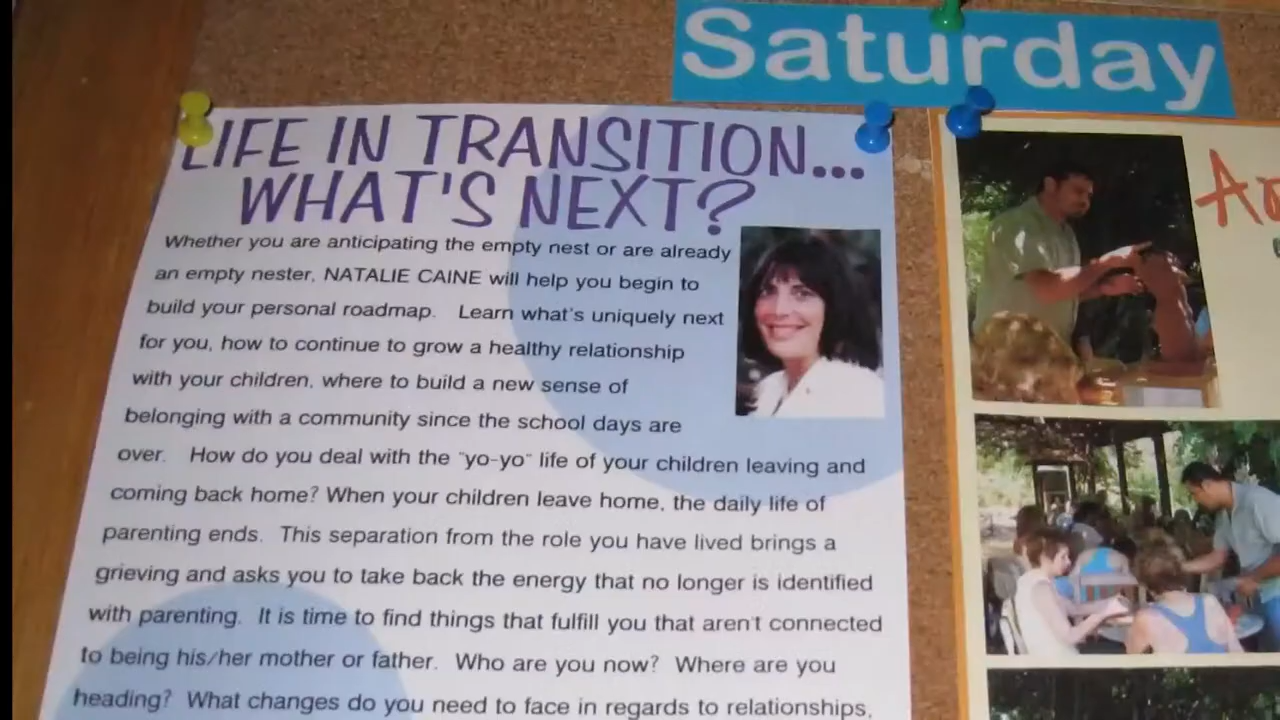 Saturday
LIFE IN TRANSITION...
WHAT'S NEXT?
Whether you are anticipating the empty nest or are already
an empty nester, NATALIE CAINE will help you begin to
build your personal roadmap. Learn what's uniquely next
for you, how to continue to grow a healthy relationship
with your children, where to build a new sense of
belonging with a community since the school days are
over. How do you deal with the "yo-yo" life of your children leaving and
coming back home? When your children leave home, the daily life of
parenting ends. This separation from the role you have lived brings a
grieving and asks you to take back the energy that no longer is identified
with parenting. It is time to find things that fulfill you that aren't connected
to being his/her mother or father. Who are you now? Where are you
heading? What changes do you need to face in regards to relationships,